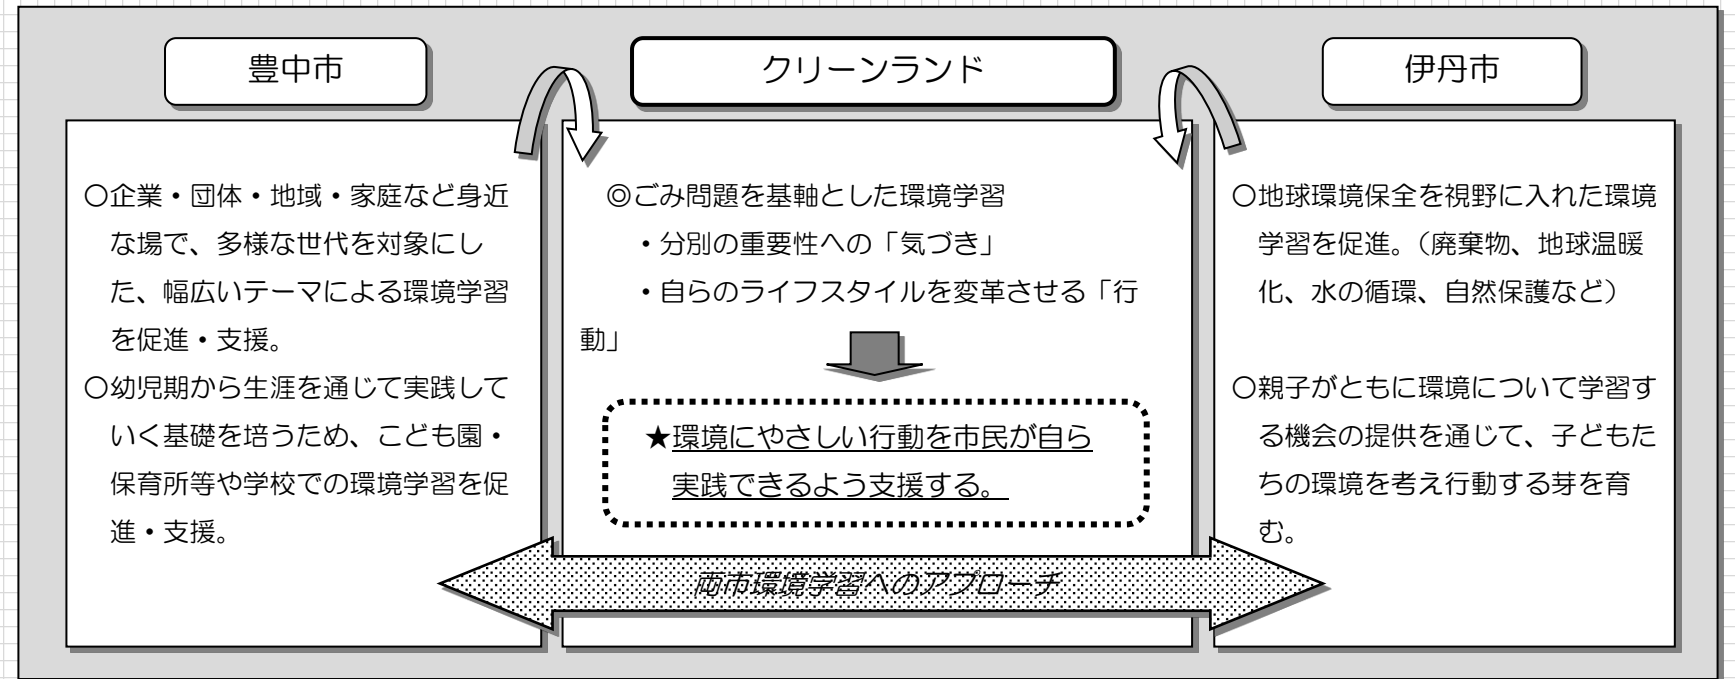 豊中市
〇企業・団体・地域・家庭など身近
な場で、多様な世代を対象にし
た、幅広いテーマによる環境学習
を促進・支援。
〇幼児期から生涯を通じて実践して
いく基礎を培うため、こども園・
保育所等や学校での環境学習を促
進・支援。
クリーンランド
◎ごみ問題を基軸とした環境学習
・分別の重要性への「気づき」
・自らのライフスタイルを変革させる「行
動」
★環境にやさしい行動を市民が自ら
実践できるよう支援する。
伊丹市
〇地球環境保全を視野に入れた環境
学習を促進。（廃棄物、地球温暖
化、水の循環、自然保護など）
〇親子がともに環境について学習す
る機会の提供を通じて、子どもた
ちの環境を考え行動する芽を育
む。
両市環境学習へのアプローチ